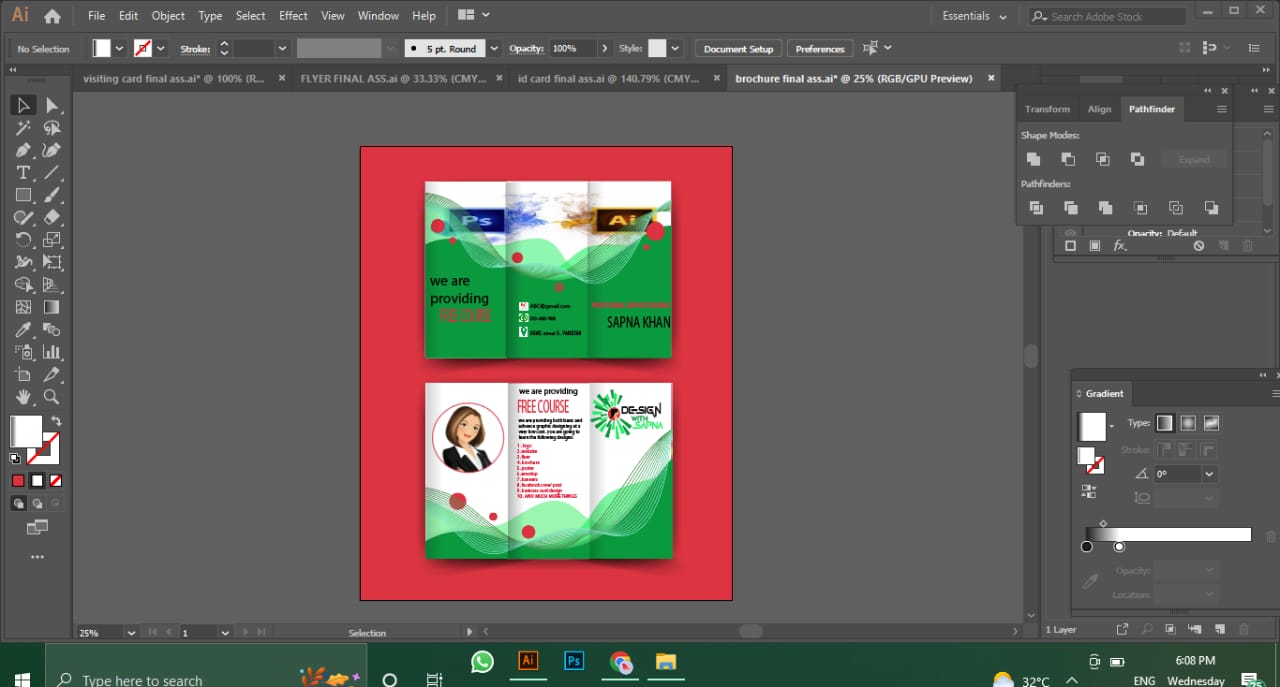 Ai File Edit Object Type Select Effect View Window Help Essentials Search Adobe Stock
No Selection Stroke: 5 pt. Round Opacity: 100% Style: Document Setup Preferences
visiting card final ass.ai* @ 100% (R... FLYER FINAL ASS.ai @ 33.33% (CMY... id card final ass.ai @ 140.79% (CMY... brochure final ass.ai* @ 25% (RGB/GPU Preview)
Transform Align Pathfinder
Shape Modes:
Expand
Pathfinders:
Opacity: Default
fx.
Ps Ai
we are
providing
FREE COURSE
ABC@gmail.com
SAPNA KHAN
we are providing
FREE COURSE
we are providing both basic and
advance graphic designing at a
very low cost. you are going to
learn the following designs
1. logo
2. website
3. flyer
4. brochure
5. poster
6. envelop
7. banners
8. facebook cover/ post
9. business card design
10. AND MUCH MORE THINGS
DESIGN
WITH
SAPNA
Gradient
Type:
Stroke:
0°
Opacity:
Location:
25% 1 Selection
1 Layer
Type here to search
Ai Ps
32°C ENG
6:08 PM
Wednesday
25